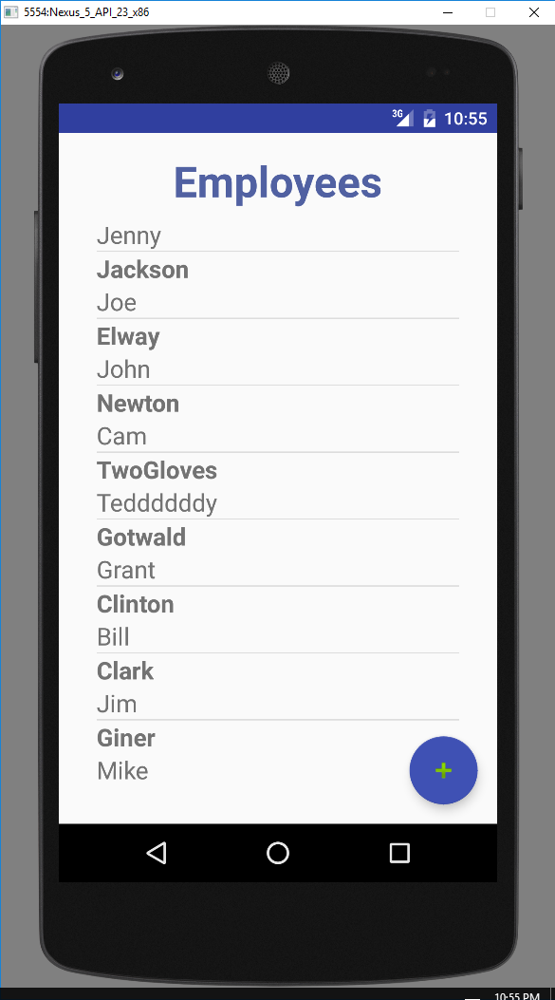 5554:Nexus_5_API_23_x86
3G 10:55
Employees
Jenny
Jackson
Joe
Elway
John
Newton
Cam
TwoGloves
Tedddddddy
Gotwald
Grant
Clinton
Bill
Clark
Jim
Giner
Mike
+
10:55 PM